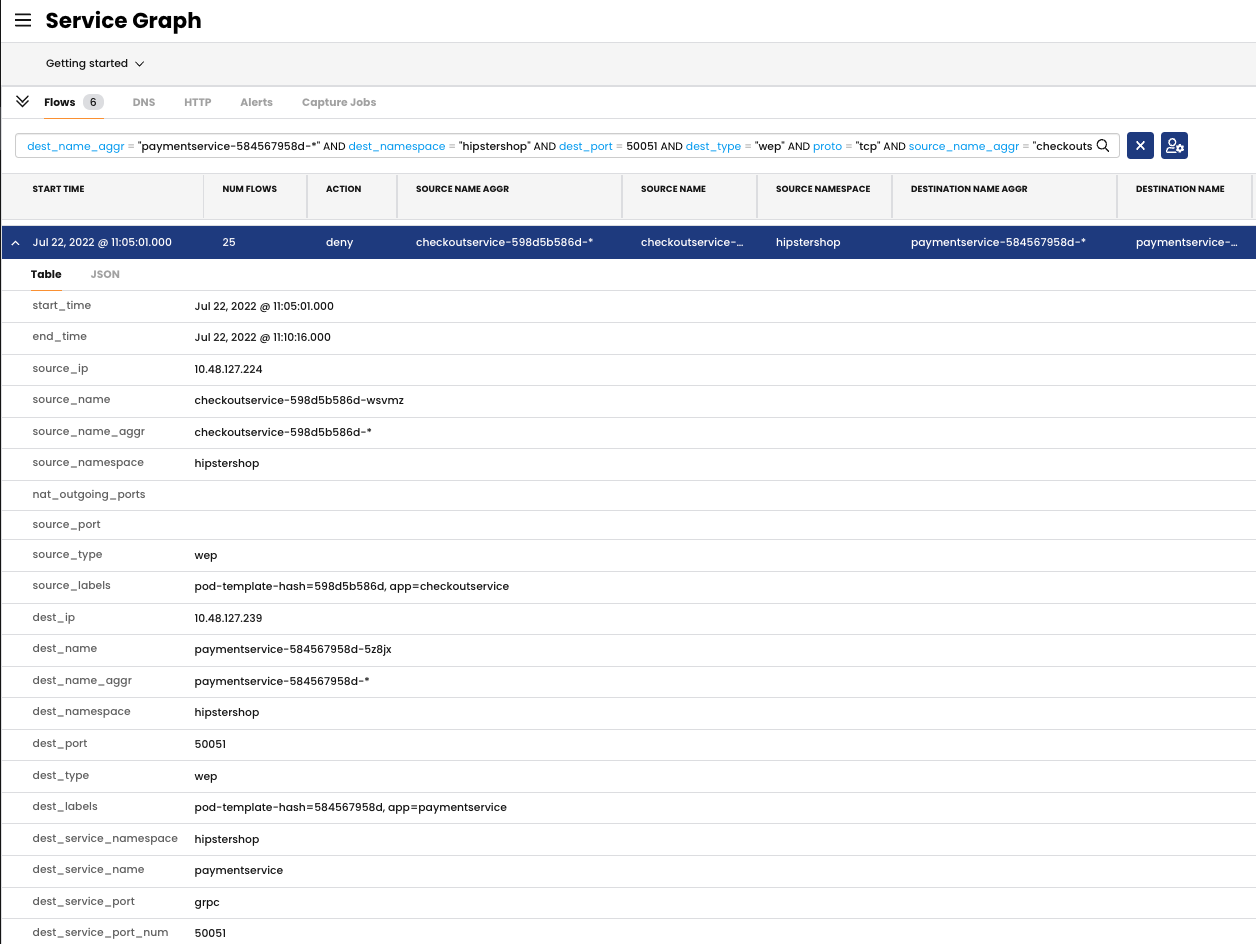 Service Graph
Getting started
Flows 6 DNS HTTP Alerts Capture Jobs
dest_name_aggr = "paymentservice-584567958d-*" AND dest_namespace = "hipstershop" AND dest_port = 50051 AND dest_type = "wep" AND proto = "tcp" AND source_name_aggr = "checkouts
START TIME NUM FLOWS ACTION SOURCE NAME AGGR SOURCE NAME SOURCE NAMESPACE DESTINATION NAME AGGR DESTINATION NAME
Jul 22, 2022 @ 11:05:01.000 25 deny checkoutservice-598d5b586d-* checkoutservice-... hipstershop paymentservice-584567958d-* paymentservice-...
Table JSON
start_time Jul 22, 2022 @ 11:05:01.000
end_time Jul 22, 2022 @ 11:10:16.000
source_ip 10.48.127.224
source_name checkoutservice-598d5b586d-wsvmz
source_name_aggr checkoutservice-598d5b586d-*
source_namespace hipstershop
nat_outgoing_ports
source_port
source_type wep
source_labels pod-template-hash=598d5b586d, app=checkoutservice
dest_ip 10.48.127.239
dest_name paymentservice-584567958d-5z8jx
dest_name_aggr paymentservice-584567958d-*
dest_namespace hipstershop
dest_port 50051
dest_type wep
dest_labels pod-template-hash=584567958d, app=paymentservice
dest_service_namespace hipstershop
dest_service_name paymentservice
dest_service_port grpc
dest_service_port_num 50051